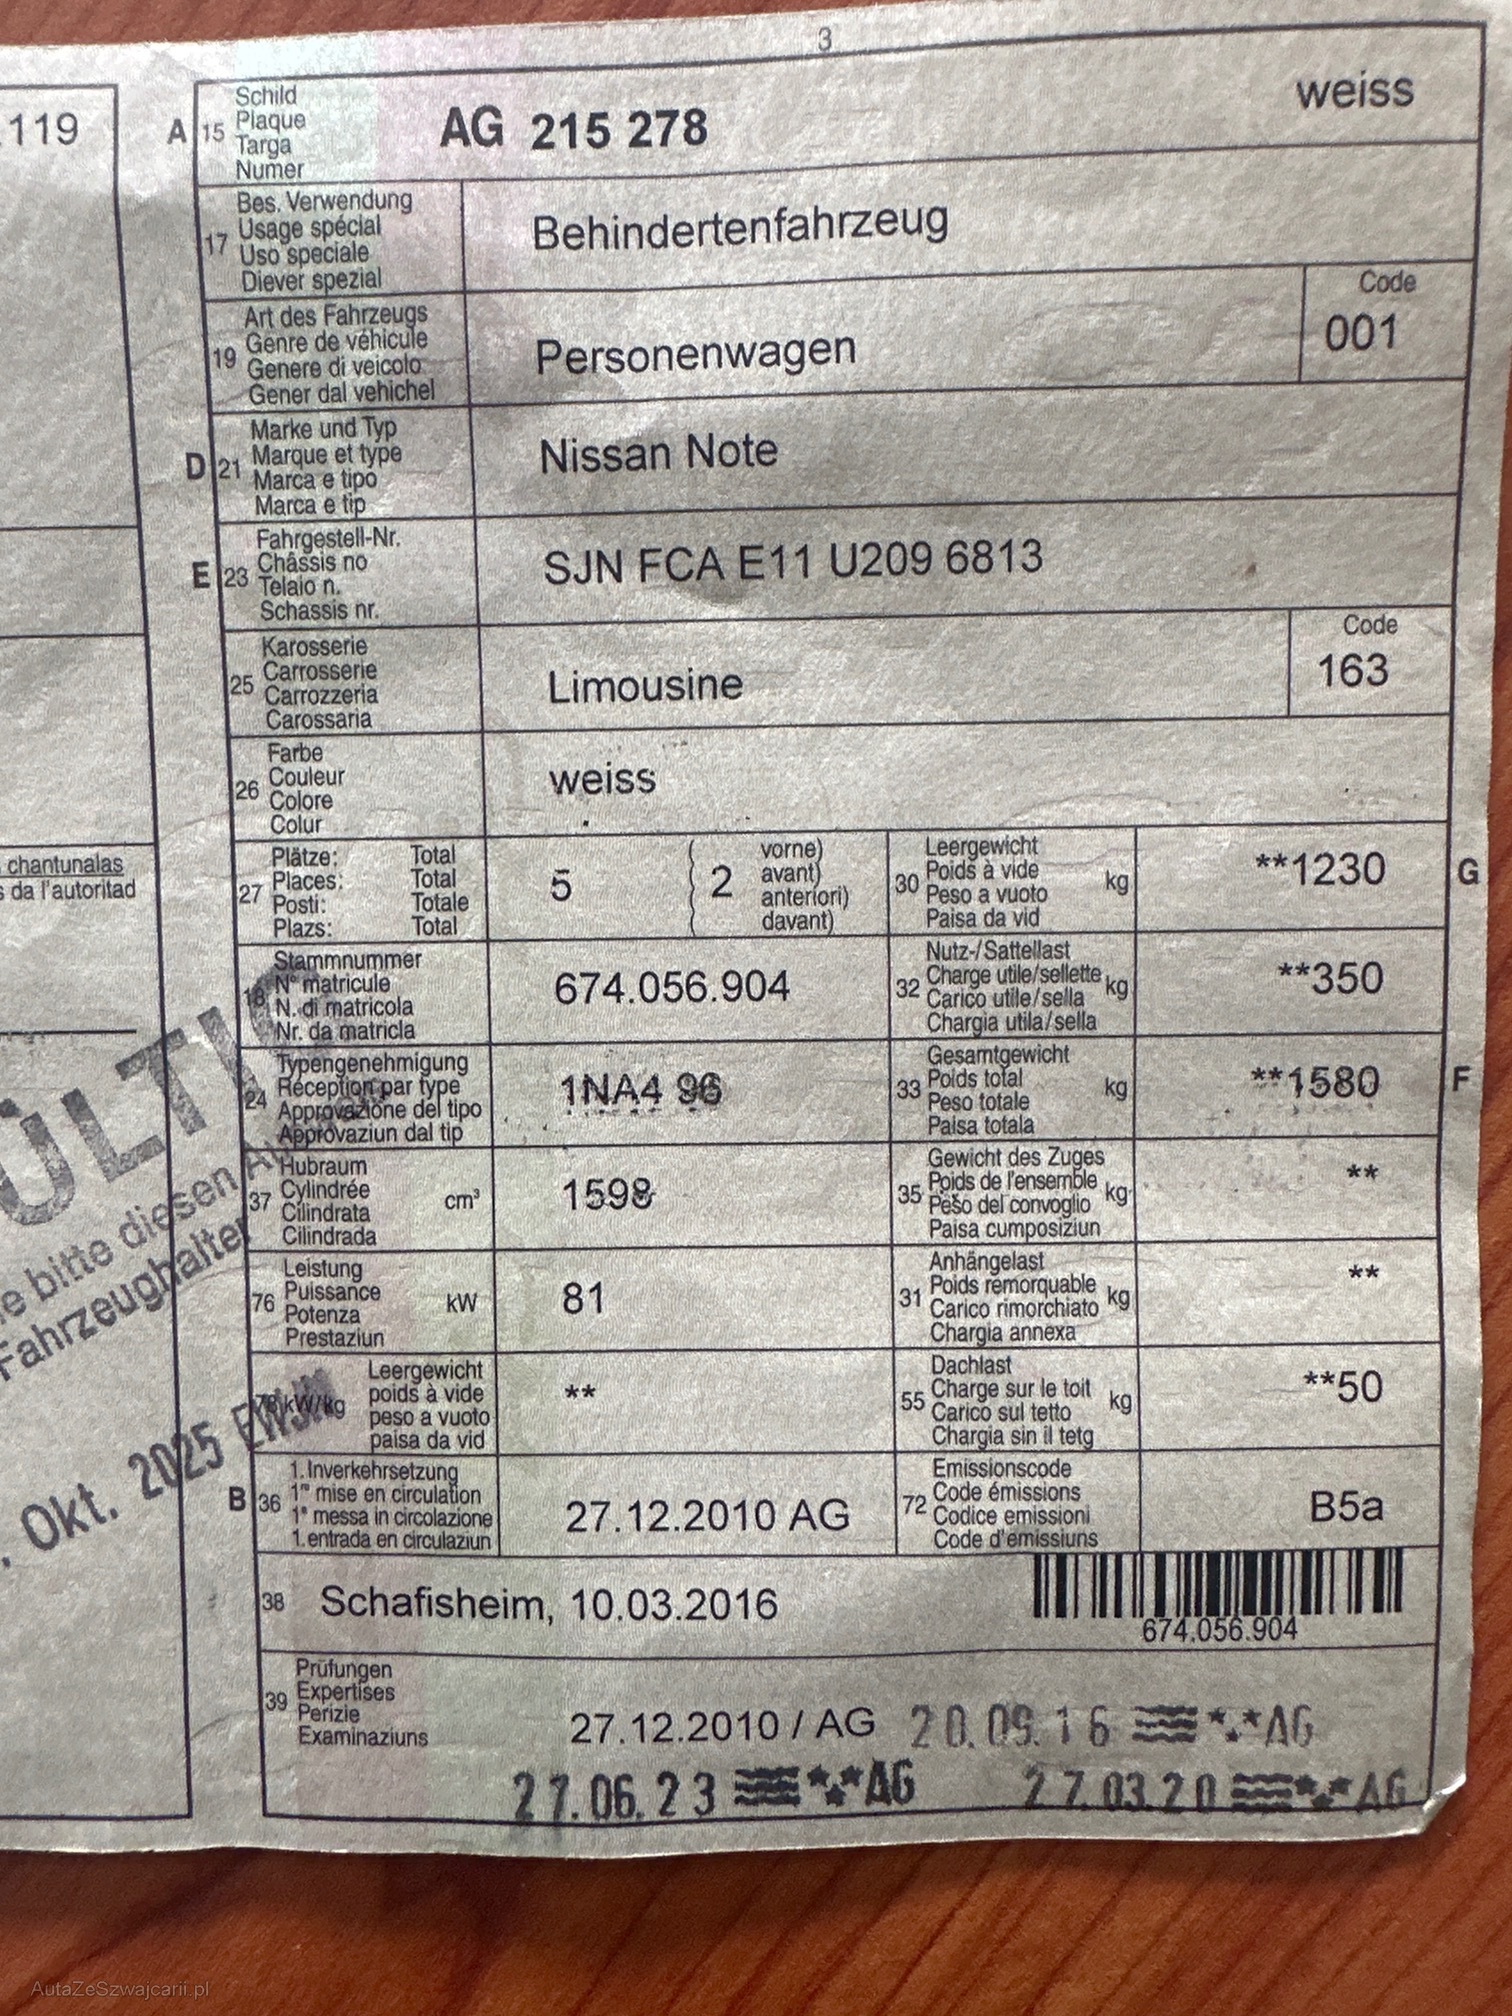 3
119
A 15 Schild
Plaque
Targa
Numer
AG 215 278
weiss
17 Bes. Verwendung
Usage spécial
Uso speciale
Diever spezial
Behindertenfahrzeug
19 Art des Fahrzeugs
Genre de véhicule
Genere di veicolo
Gener dal vehichel
Personenwagen
Code
001
D 21 Marke und Typ
Marque et type
Marca e tipo
Marca e tip
Nissan Note
E 23 Fahrgestell-Nr.
Châssis no
Telaio n.
Schassis nr.
SJN FCA E11 U209 6813
25 Karosserie
Carrosserie
Carrozzeria
Carossaria
Limousine
Code
163
26 Farbe
Couleur
Colore
Colur
weiss
chantunalas
da l'autoritad
27 Plätze: Total
Places: Total
Posti: Totale
Plazs: Total
5
( 2 vorne)
avant)
anteriori)
( davant)
30 Leergewicht
Poids à vide
Peso a vuoto
Paisa da vid
kg
**1230
G
18 Stammnummer
N° matricule
N. di matricola
Nr. da matricla
674.056.904
32 Nutz-/Sattellast
Charge utile/sellette
Carico utile/sella
Chargia utila/sella
kg
**350
24 Typengenehmigung
Réception par type
Approvazione del tipo
Approvaziun dal tip
1NA4 96
33 Gesamtgewicht
Poids total
Peso totale
Paisa totala
kg
**1580
F
37 Hubraum
Cylindrée
Cilindrata
Cilindrada
cm³
1598
35 Gewicht des Zuges
Poids de l'ensemble
Peso del convoglio
Paisa cumposiziun
kg
**
76 Leistung
Puissance
Potenza
Prestaziun
kW
81
31 Anhängelast
Poids remorquable
Carico rimorchiato
Chargia annexa
kg
**
78 kW/kg
Leergewicht
poids à vide
peso a vuoto
paisa da vid
**
55 Dachlast
Charge sur le toit
Carico sul tetto
Chargia sin il tetg
kg
**50
B 36 1. Inverkehrsetzung
1re mise en circulation
1a messa in circolazione
1. entrada en circulaziun
27.12.2010 AG
72 Emissionscode
Code émissions
Codice emissioni
Code d'emissiuns
B5a
ÜLTIG
bitte diesen
Fahrzeughalter
Okt. 2025
38 Schafisheim, 10.03.2016
674.056.904
39 Prüfungen
Expertises
Perizie
Examinaziuns
27.12.2010 / AG
20.09.16 AG
27.06.23 AG
27.03.20 AG
AutaZeSzwajcarii.pl